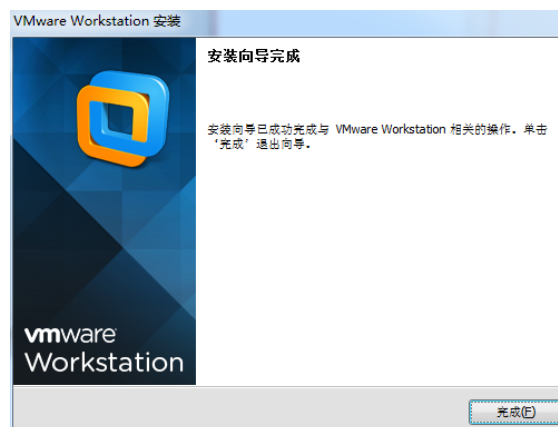 VMware Workstation 安装
安装向导完成
安装向导已成功完成与 VMware Workstation 相关的操作。单击
‘完成’退出向导。
vmware
Workstation
完成(F)